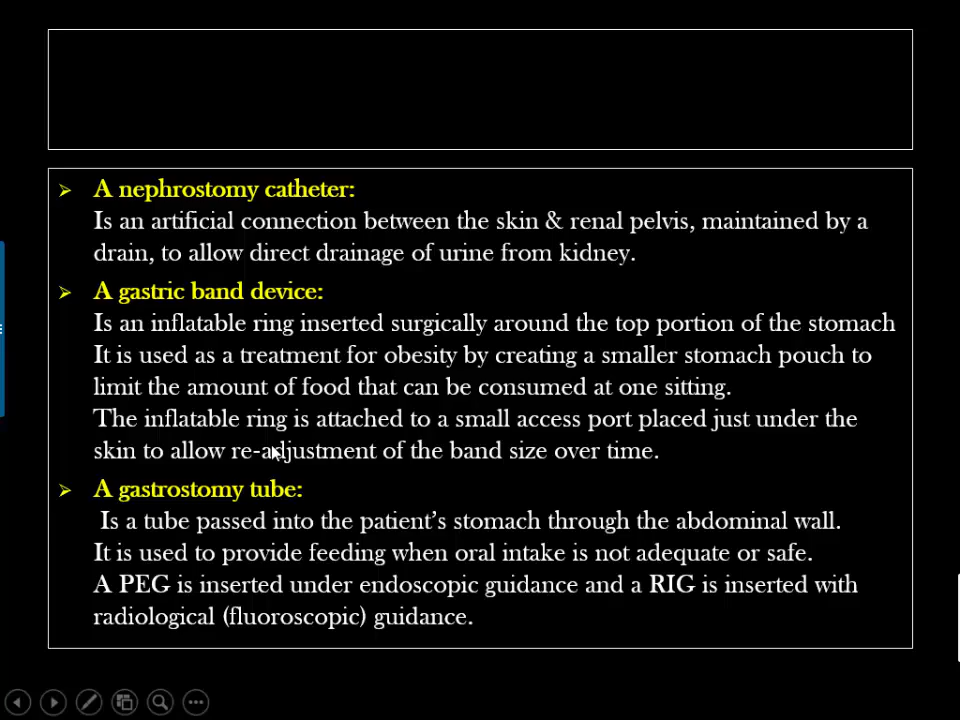 A nephrostomy catheter:
Is an artificial connection between the skin & renal pelvis, maintained by a
drain, to allow direct drainage of urine from kidney.
A gastric band device:
Is an inflatable ring inserted surgically around the top portion of the stomach
It is used as a treatment for obesity by creating a smaller stomach pouch to
limit the amount of food that can be consumed at one sitting.
The inflatable ring is attached to a small access port placed just under the
skin to allow re-adjustment of the band size over time.
A gastrostomy tube:
Is a tube passed into the patient’s stomach through the abdominal wall.
It is used to provide feeding when oral intake is not adequate or safe.
A PEG is inserted under endoscopic guidance and a RIG is inserted with
radiological (fluoroscopic) guidance.